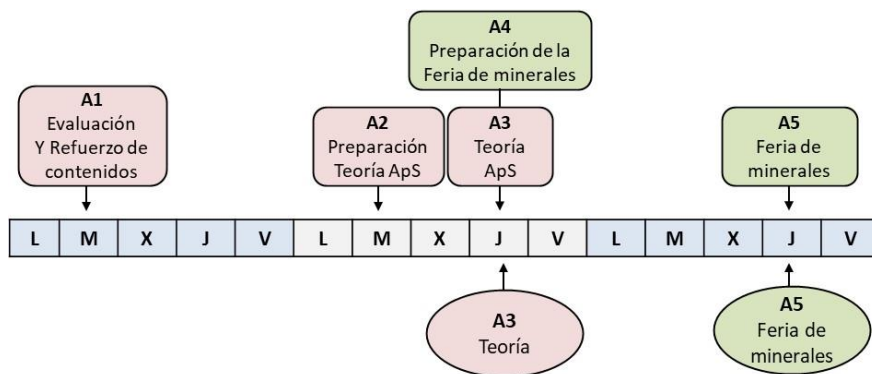 A4
Preparación de la
Feria de minerales
A1
Evaluación
Y Refuerzo de
contenidos
A2
Preparación
Teoría ApS
A3
Teoría
ApS
A5
Feria de
minerales
L M X J V L M X J V L M X J V
A3
Teoría
A5
Feria de
minerales